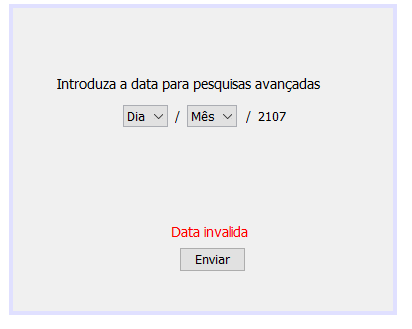 Introduza a data para pesquisas avançadas
Dia / Mês / 2107
Data invalida
Enviar